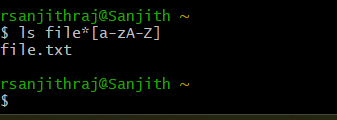 rsanjithraj@Sanjith ~
$ ls file*[a-zA-Z]
file.txt
rsanjithraj@Sanjith ~
$